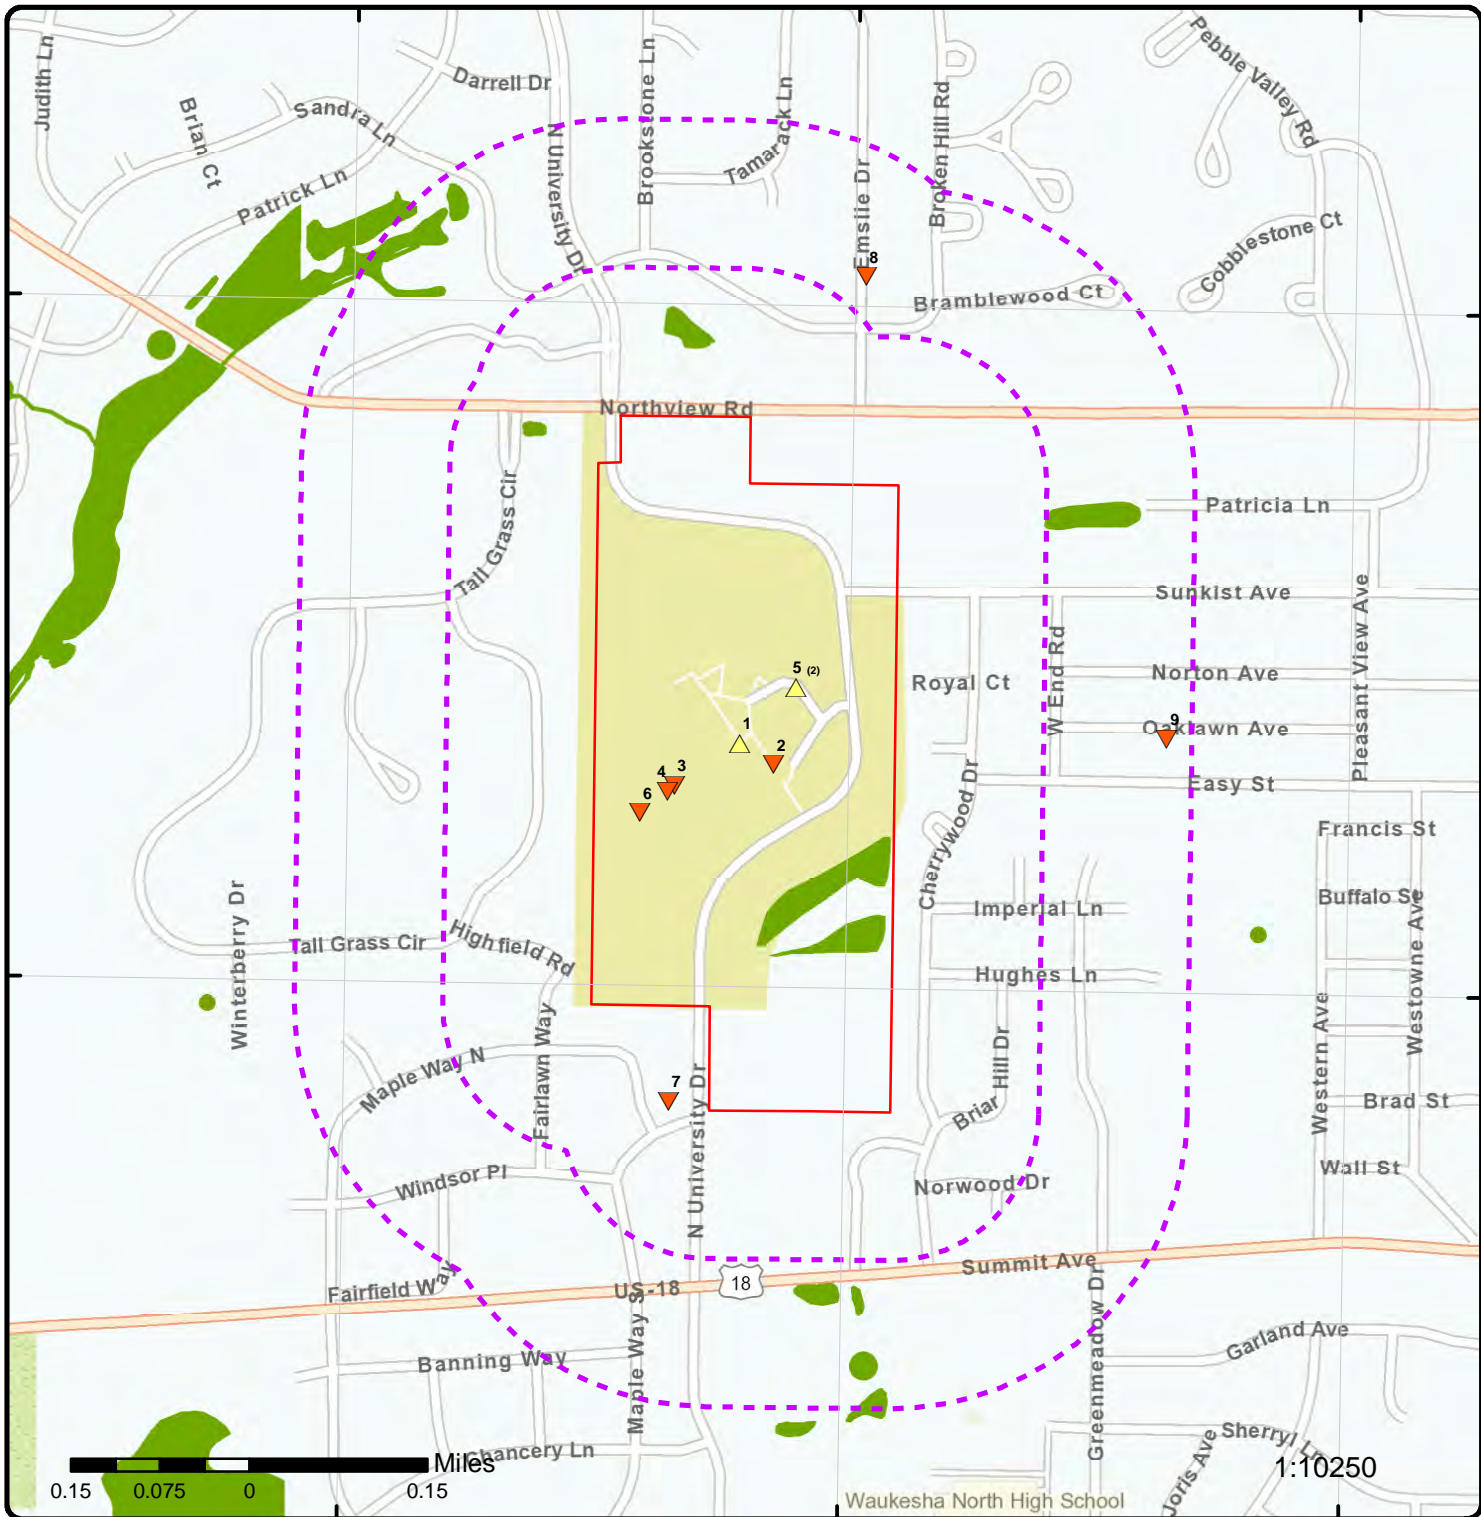 Judith Ln
Brian Ct
Sandra Ln
Darrell Dr
Patrick Ln
N University Dr
Brookstone Ln
Tamarack Ln
Emslie Dr
Broken Hill Rd
Pebble Valley Rd
Cobblestone Ct
8
Bramblewood Ct
Northview Rd
Tall Grass Cir
Patricia Ln
Sunkist Ave
Norton Ave
Royal Ct
W End Rd
Pleasant View Ave
5 (2)
1
2
3
4
6
9
Oaklawn Ave
Easy St
Cherrywood Dr
Francis St
Buffalo St
Westowne Ave
Western Ave
Imperial Ln
Hughes Ln
Winterberry Dr
Tall Grass Cir
Highfield Rd
Fairlawn Way
Maple Way N
7
N University Dr
Briar Hill Dr
Brad St
Wall St
Windsor Pl
Norwood Dr
Summit Ave
Fairfield Way
US-18
18
Maple Way S
Banning Way
Greenmeadow Dr
Garland Ave
Chancery Ln
Sherryl Ln
Joris Ave
Miles
0.15 0.075 0 0.15
1:10250
Waukesha North High School